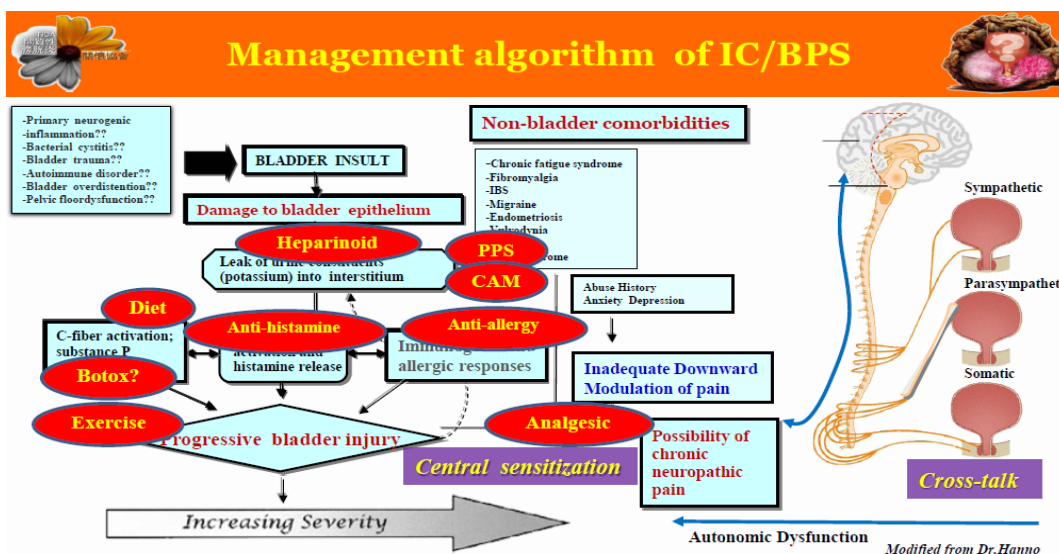 Management algorithm of IC/BPS
-Primary neurogenic
-inflammation??
-Bacterial cystitis??
-Bladder trauma??
-Autoimmune disorder??
-Bladder overdistention??
-Pelvic floordysfunction??
BLADDER INSULT
Damage to bladder epithelium
Heparinoid
Leak of urine constituents
(potassium) into interstitium
PPS
CAM
Non-bladder comorbidities
-Chronic fatigue syndrome
-Fibromyalgia
-IBS
-Migraine
-Endometriosis
-Vulvodynia
Abuse History
Anxiety Depression
Diet
Anti-histamine
Anti-allergy
C-fiber activation;
substance P
activation and
histamine release
allergic responses
Botox?
Exercise
Progressive bladder injury
Inadequate Downward
Modulation of pain
Analgesic
Possibility of
chronic
neuropathic
pain
Central sensitization
Sympathetic
Parasympathet
Somatic
Cross-talk
Increasing Severity
Autonomic Dysfunction
Modified from Dr.Hanno